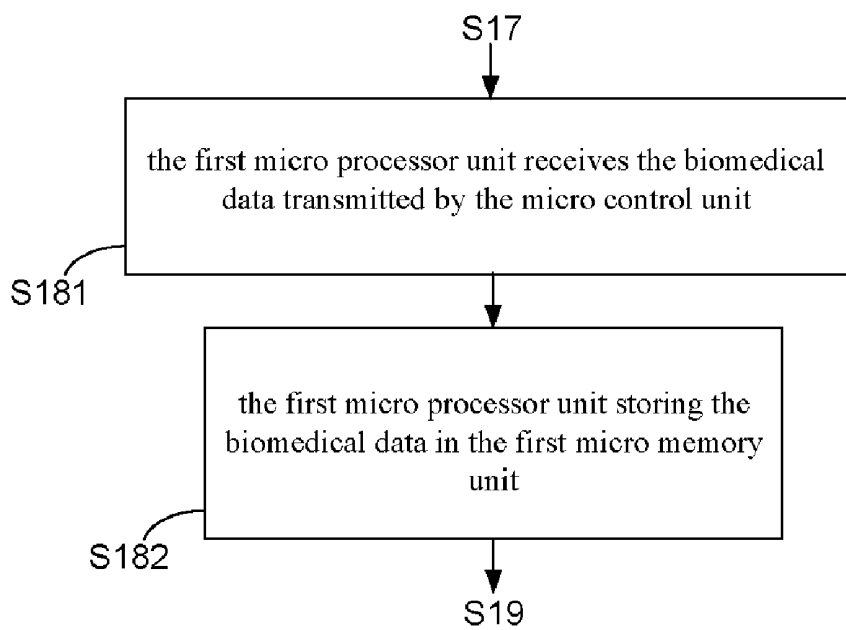 S17
the first micro processor unit receives the biomedical
data transmitted by the micro control unit
S181
the first micro processor unit storing the
biomedical data in the first micro memory
unit
S182
S19